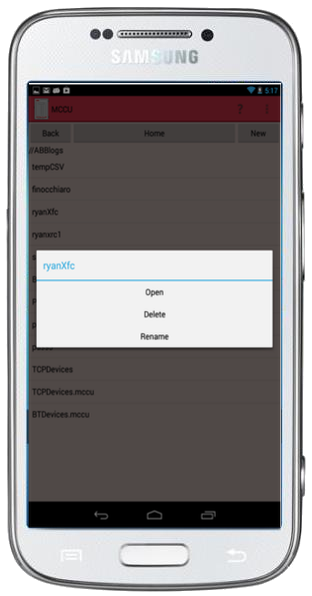 SAMSUNG
5:17
MCCU
?
Back Home New
//ABBlogs
tempCSV
finocchiaro
ryanXfc
ryanxrc1
ryanXfc
Open
Delete
Rename
TCPDevices
TCPDevices.mccu
BTDevices.mccu